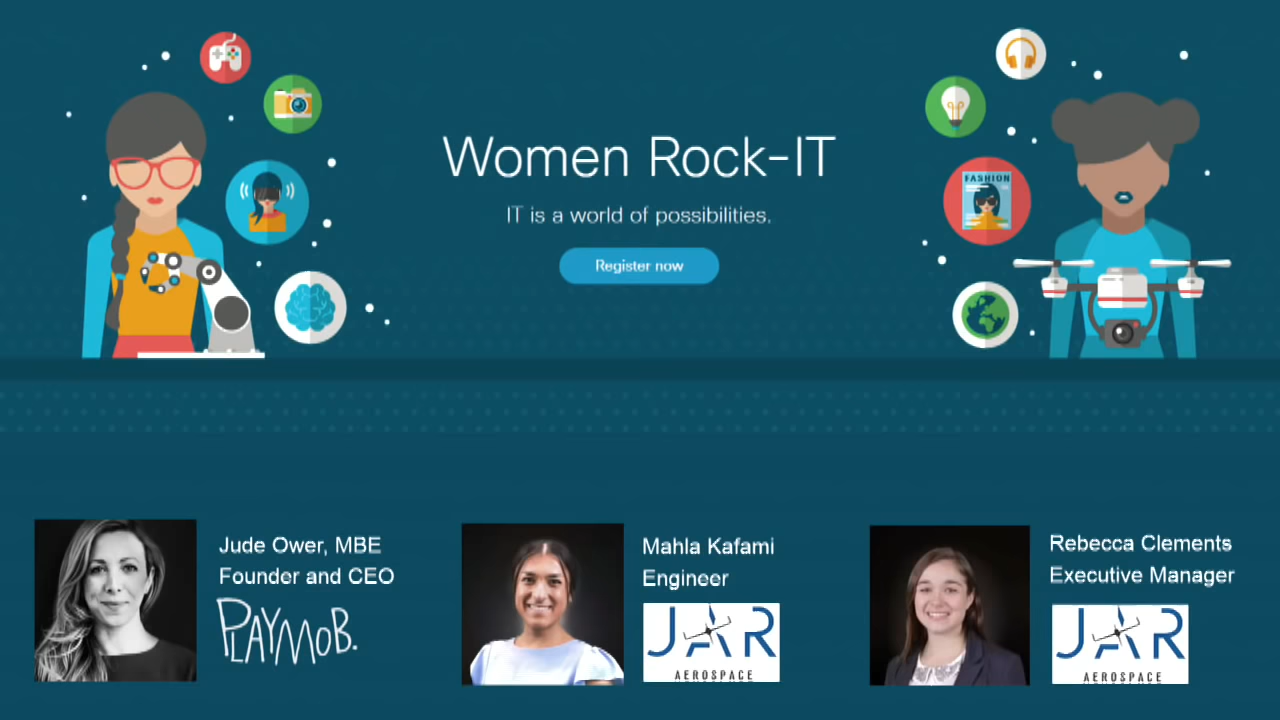 Women Rock-IT
IT is a world of possibilities.
Register now
FASHION
Jude Ower, MBE
Founder and CEO
PLAYMOB.
Mahla Kafami
Engineer
JAR
AEROSPACE
Rebecca Clements
Executive Manager
JAR
AEROSPACE